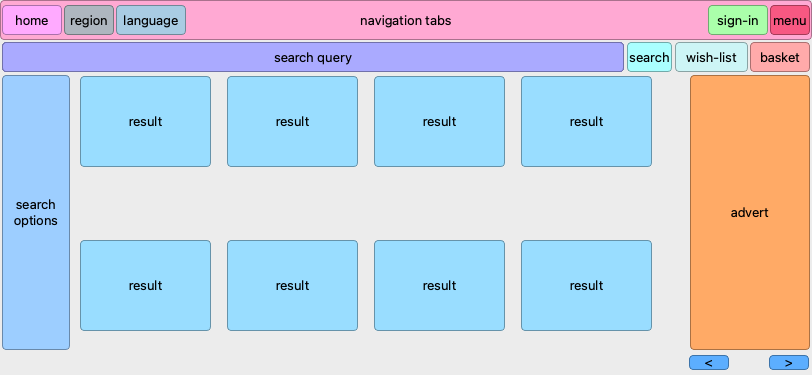 home
region
language
navigation tabs
sign-in
menu
search query
search
wish-list
basket
search
options
result
result
result
result
advert
result
result
result
result
<
>